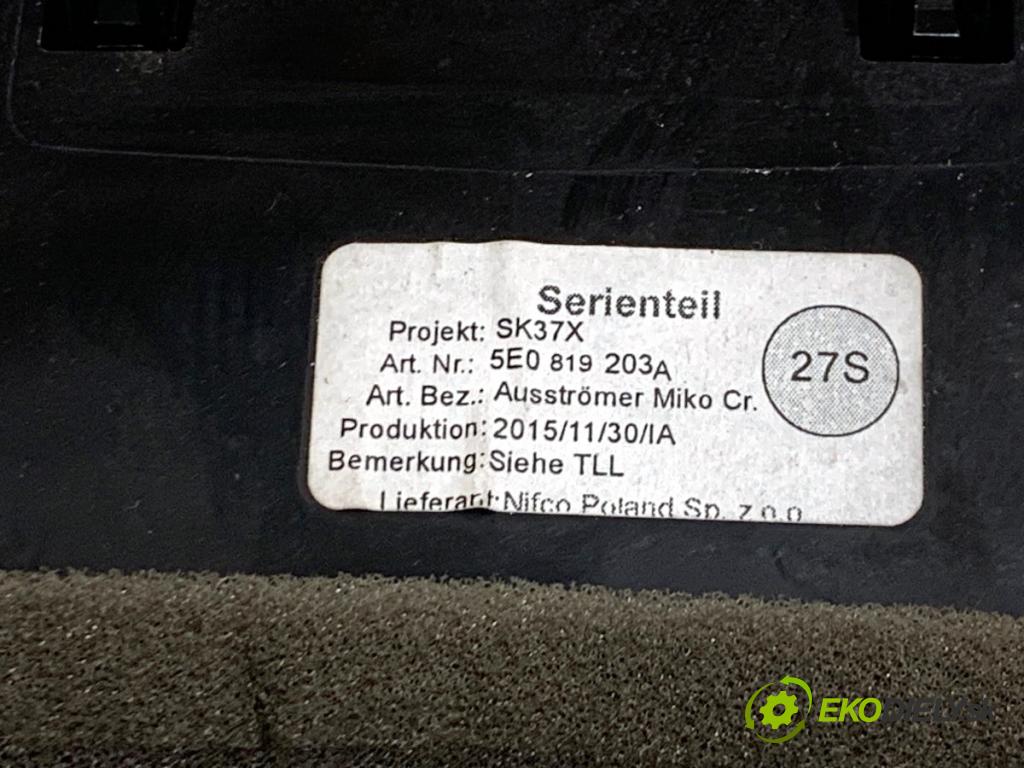 Serienteil
Projekt: SK37X
Art. Nr.: 5E0 819 203A
27S
Art. Bez.: Ausströmer Miko Cr.
Produktion: 2015/11/30/IA
Bemerkung: Siehe TLL
Lieferant: Nifco Poland Sp. z o.o